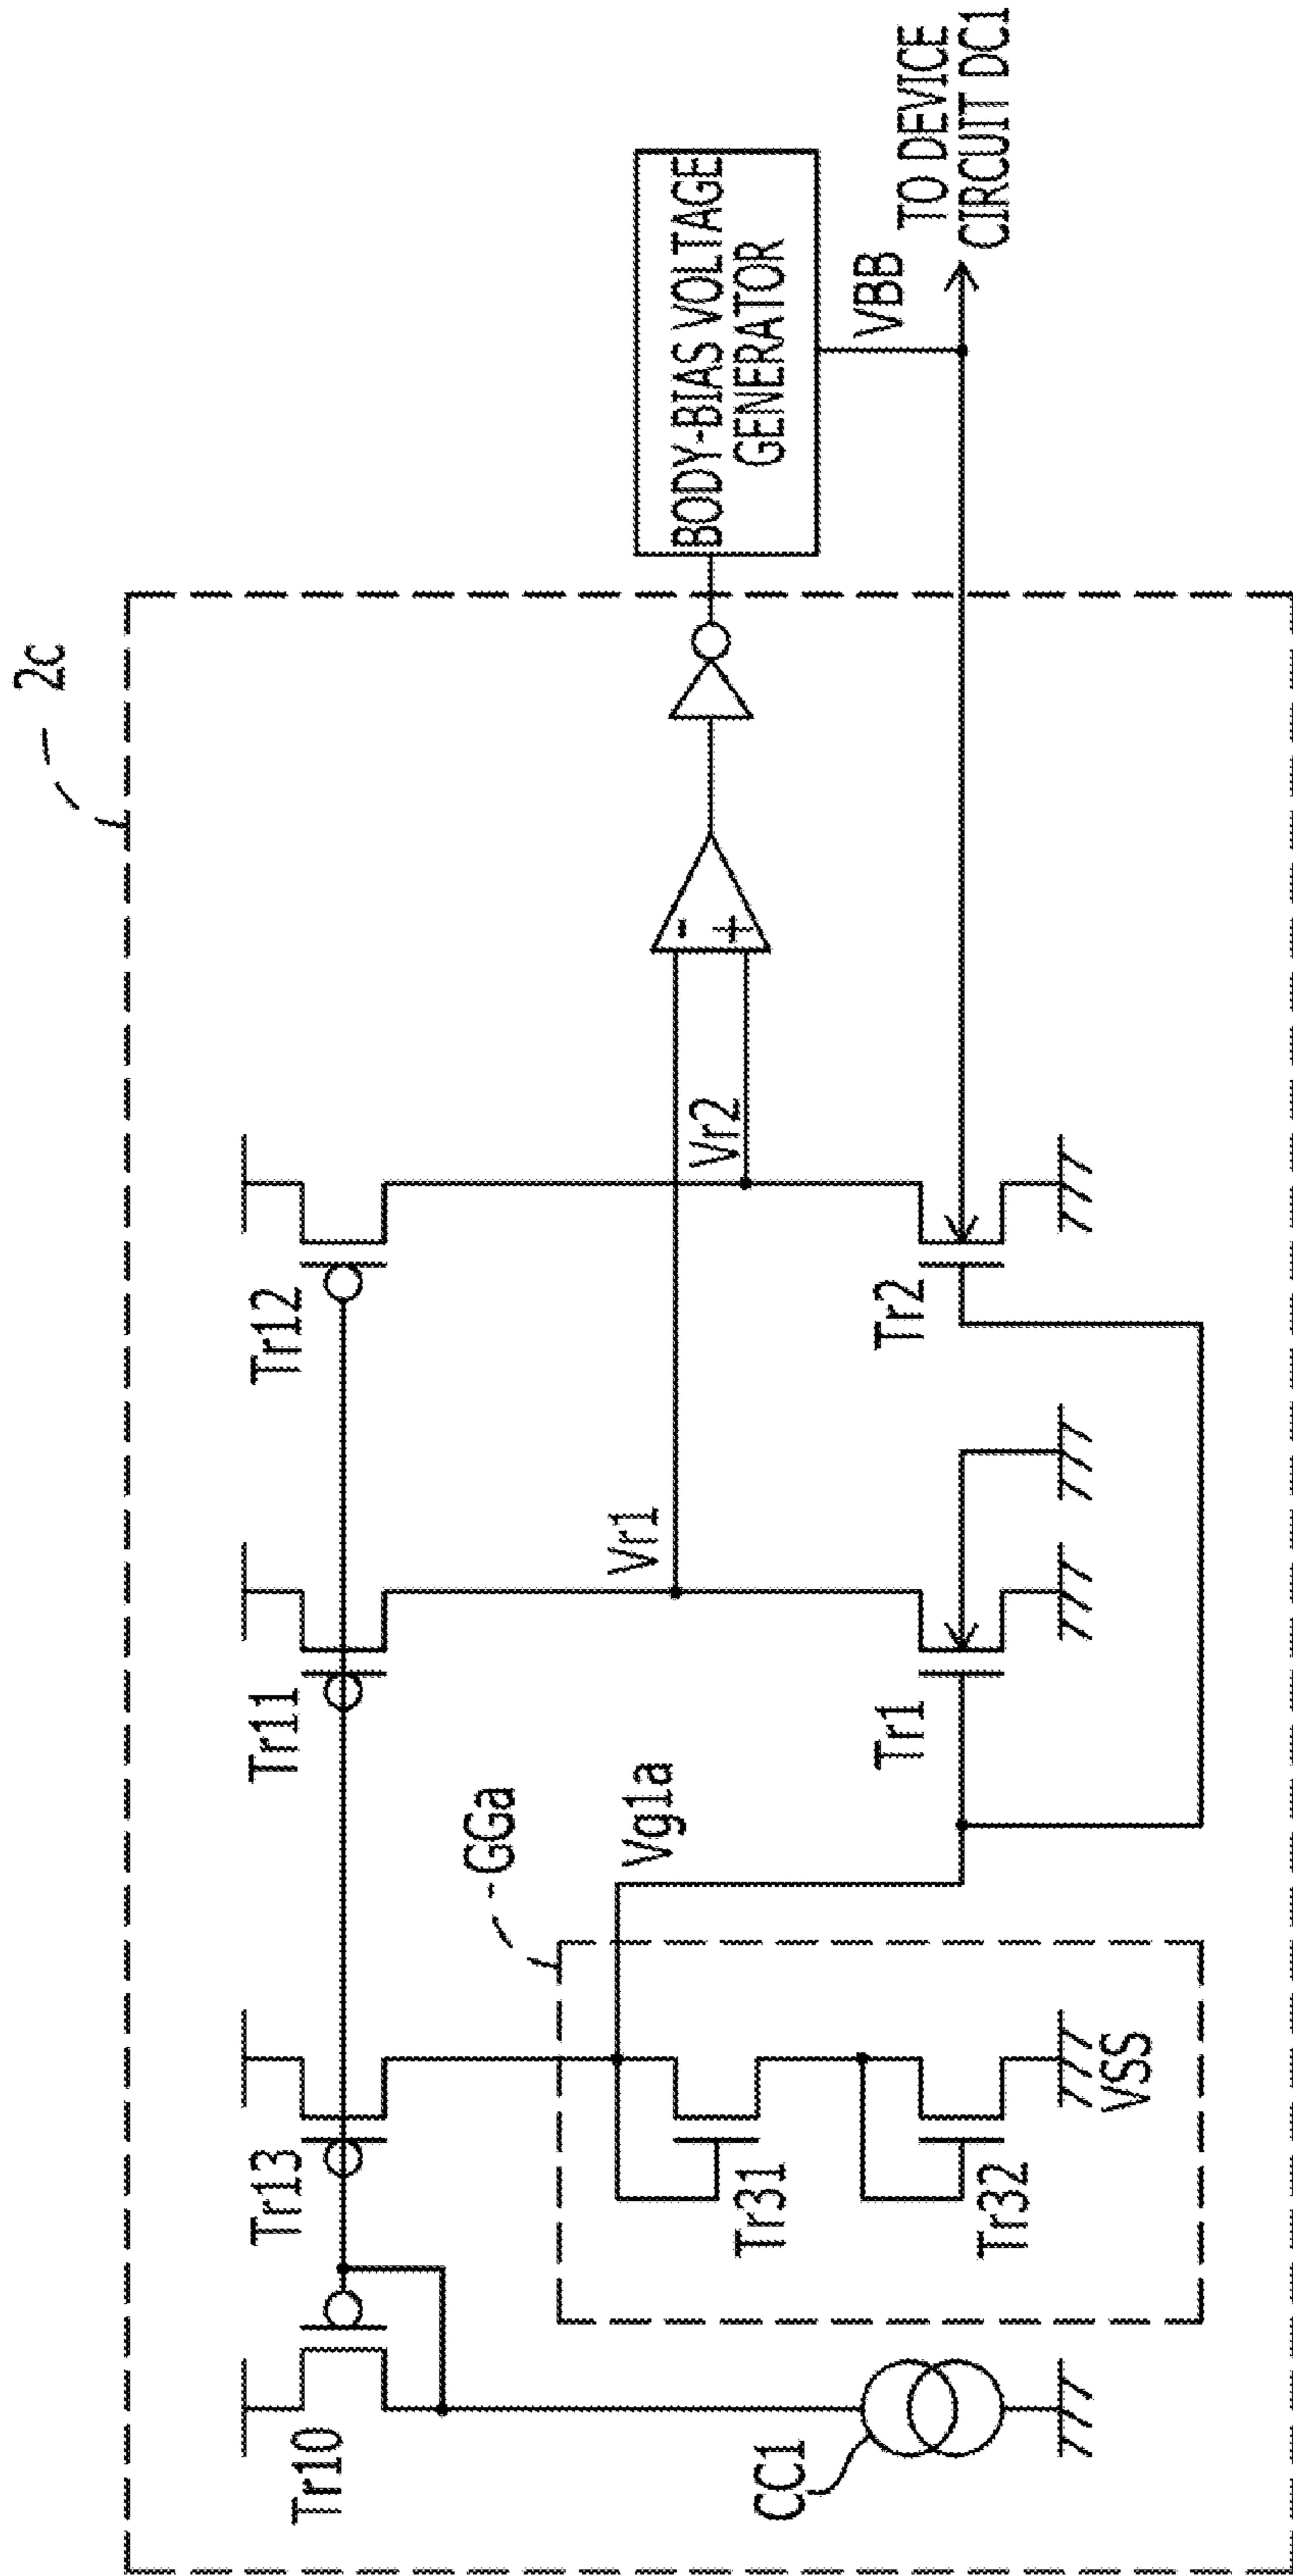 2c
Tr10
Tr13
Tr11
Tr12
GGa
Vg1a
Vr1
Vr2
-
+
BODY-BIAS VOLTAGE
GENERATOR
VBB
TO DEVICE
CIRCUIT DC1
CC1
Tr31
Tr32
VSS
Tr1
Tr2